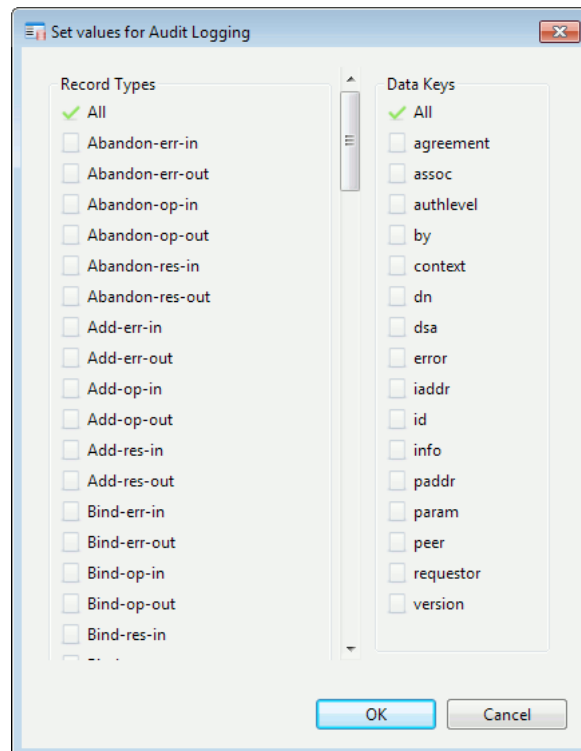 Set values for Audit Logging
Record Types
All
Abandon-err-in
Abandon-err-out
Abandon-op-in
Abandon-op-out
Abandon-res-in
Abandon-res-out
Add-err-in
Add-err-out
Add-op-in
Add-op-out
Add-res-in
Add-res-out
Bind-err-in
Bind-err-out
Bind-op-in
Bind-op-out
Bind-res-in
Data Keys
All
agreement
assoc
authlevel
by
context
dn
dsa
error
iaddr
id
info
paddr
param
peer
requestor
version
OK
Cancel